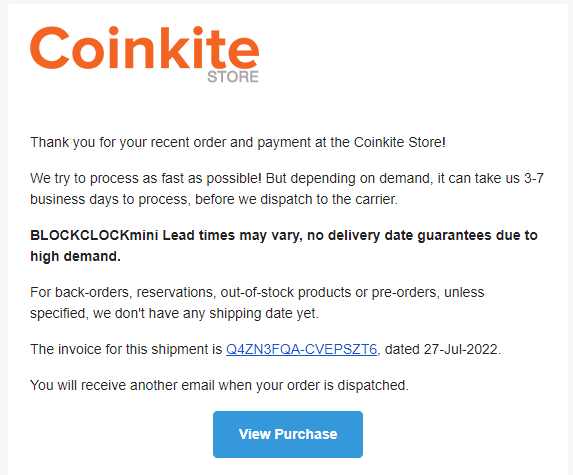 Coinkite
STORE
Thank you for your recent order and payment at the Coinkite Store!
We try to process as fast as possible! But depending on demand, it can take us 3-7
business days to process, before we dispatch to the carrier.
BLOCKCLOCKmini Lead times may vary, no delivery date guarantees due to
high demand.
For back-orders, reservations, out-of-stock products or pre-orders, unless
specified, we don't have any shipping date yet.
The invoice for this shipment is Q4ZN3FQA-CVEPSZT6, dated 27-Jul-2022.
You will receive another email when your order is dispatched.
View Purchase